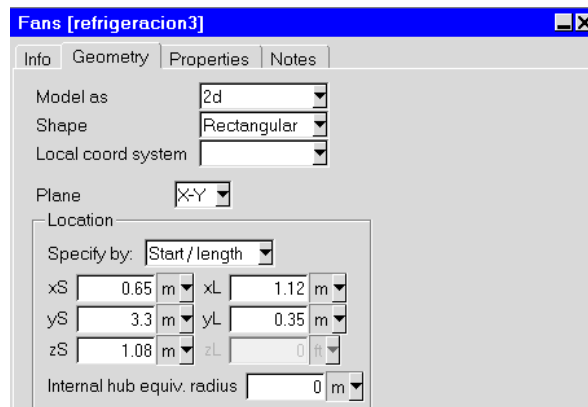 Fans [refrigeracion3]
Info Geometry Properties Notes
Model as 2d
Shape Rectangular
Local coord system
Plane X-Y
Location
Specify by: Start / length
xS 0.65 m xL 1.12 m
yS 3.3 m yL 0.35 m
zS 1.08 m zL 0 ft
Internal hub equiv. radius 0 m